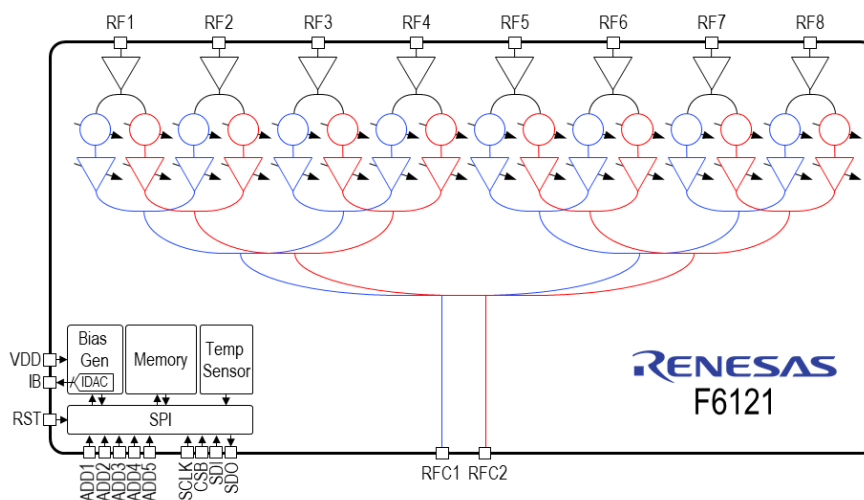 RF1 RF2 RF3 RF4 RF5 RF6 RF7 RF8
Bias
Gen
Memory
Temp
Sensor
VDD
IB
IDAC
RST
SPI
RENESAS
F6121
ADD1
ADD2
ADD3
ADD4
ADD5
SCLK
CSB
SDI
SDO
RFC1 RFC2